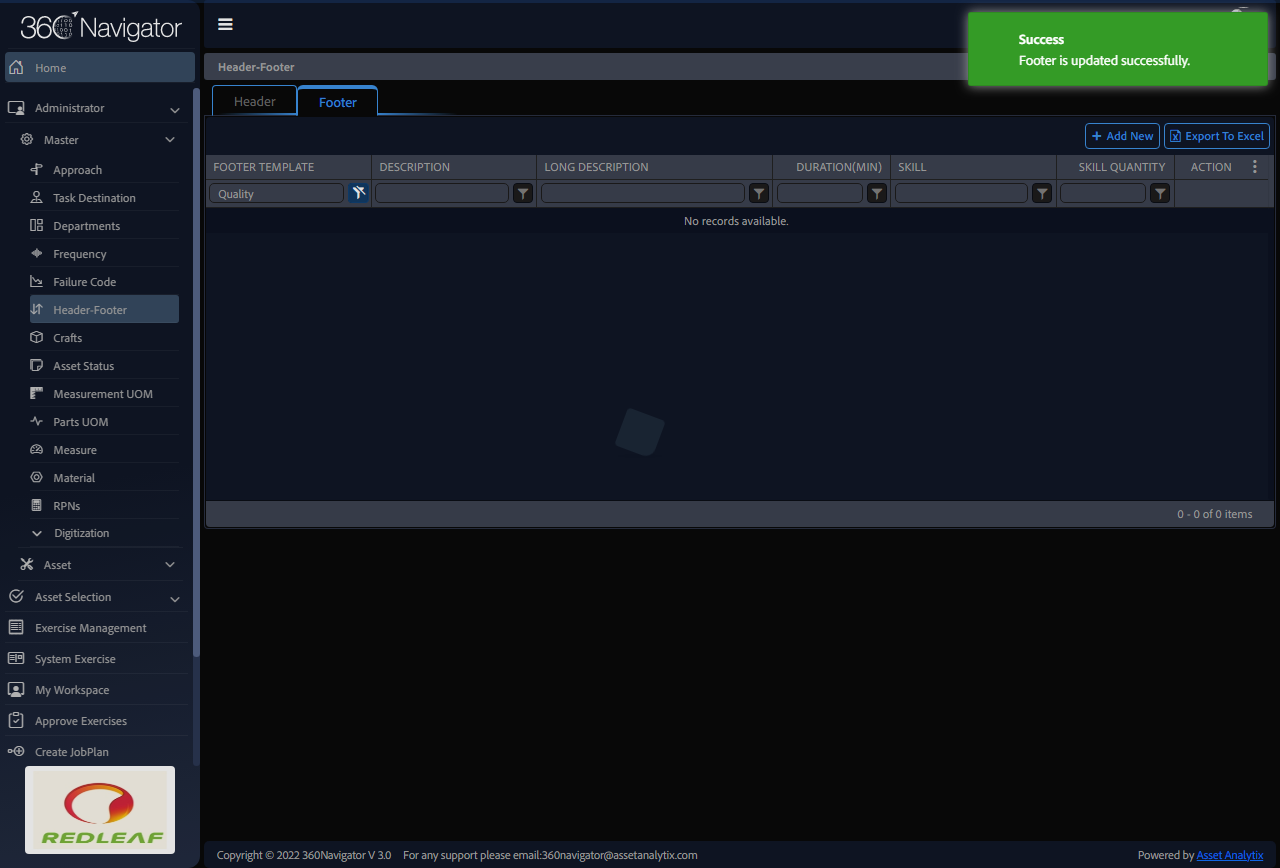 360 Navigator
Success
Footer is updated successfully.
Home
Header-Footer
Header
Footer
Administrator
Master
Approach
Task Destination
Departments
Frequency
Failure Code
Header-Footer
Crafts
Asset Status
Measurement UOM
Parts UOM
Measure
Material
RPNs
Digitization
Asset
Asset Selection
Exercise Management
System Exercise
My Workspace
Approve Exercises
Create JobPlan
REDLEAF
Add New Export To Excel
FOOTER TEMPLATE DESCRIPTION LONG DESCRIPTION DURATION(MIN) SKILL SKILL QUANTITY ACTION
Quality
No records available.
0 - 0 of 0 items
Copyright © 2022 360Navigator V 3.0 For any support please email:360navigator@assetanalytix.com Powered by Asset Analytix